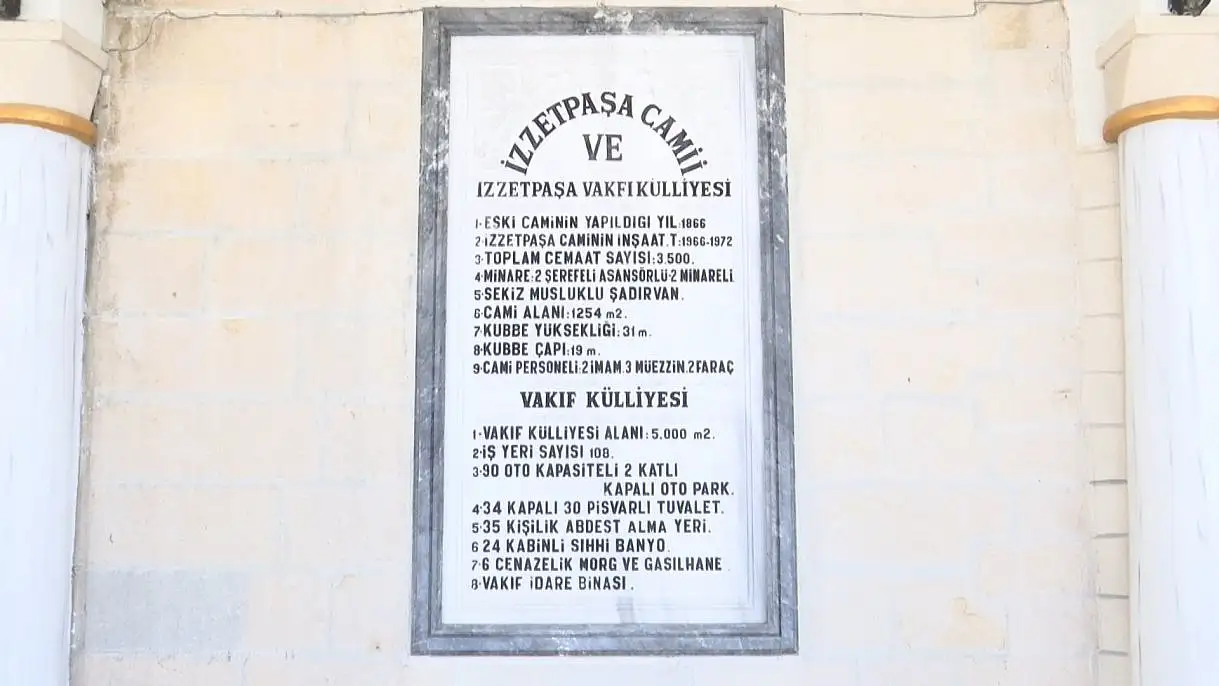 İZZETPAŞA CAMİİ
VE
IZZETPAŞA VAKFI KÜLLİYESİ
1-ESKİ CAMİNİN YAPILDIGI YIL:1866
2-İZZETPAŞA CAMİNİN İNŞAAT.T:1966-1972
3-TOPLAM CEMAAT SAYISI:3.500.
4-MİNARE:2 ŞEREFELİ ASANSÖRLÜ-2 MİNARELİ
5-SEKİZ MUSLUKLU ŞADIRVAN.
6-CAMİ ALANI:1254 m2.
7-KUBBE YÜKSEKLİĞİ:31 m.
8-KUBBE ÇAPI:19 m.
9-CAMİ PERSONELİ:2 İMAM.3 MÜEZZİN.2 FARAÇ
VAKIF KÜLLİYESİ
1-VAKIF KÜLLİYESİ ALANI:5.000 m2.
2-İŞ YERİ SAYISI 108.
3-90 OTO KAPASİTELİ 2 KATLI
KAPALI OTO PARK.
4-34 KAPALI 30 PİSVARLI TUVALET.
5-35 KİŞİLİK ABDEST ALMA YERİ.
6 24 KABİNLİ SIHHİ BANYO.
7-6 CENAZELİK MORG VE GASILHANE.
8-VAKIF İDARE BİNASI.